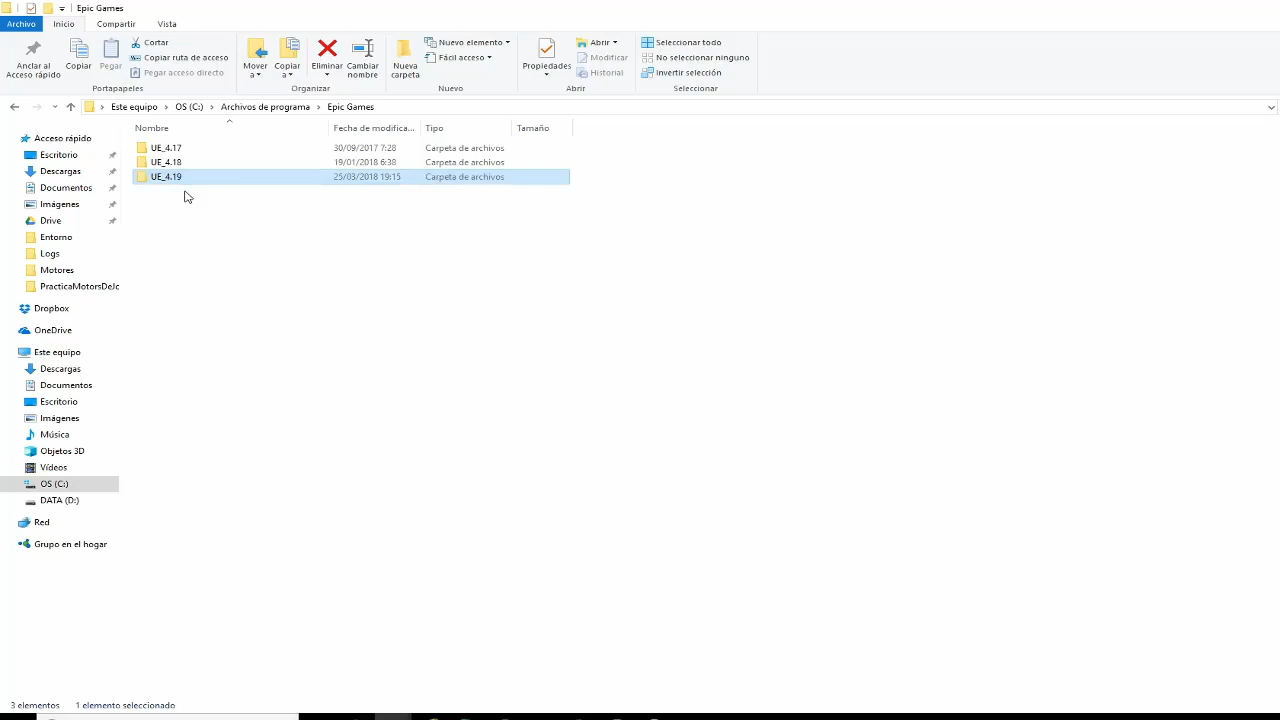 Epic Games
Archivo Inicio Compartir Vista
Anclar al Acceso rápido
Copiar
Pegar
Cortar
Copiar ruta de acceso
Pegar acceso directo
Mover a
Copiar a
Eliminar
Cambiar nombre
Nueva carpeta
Nuevo elemento
Fácil acceso
Propiedades
Abrir
Modificar
Historial
Seleccionar todo
No seleccionar ninguno
Invertir selección
Portapapeles Organizar Nuevo Abrir Seleccionar
Este equipo > OS (C:) > Archivos de programa > Epic Games
Nombre Fecha de modifica... Tipo Tamaño
UE_4.17 30/09/2017 7:28 Carpeta de archivos
UE_4.18 19/01/2018 6:38 Carpeta de archivos
UE_4.19 25/03/2018 19:15 Carpeta de archivos
Acceso rápido
Escritorio
Descargas
Documentos
Imágenes
Drive
Entorno
Logs
Motores
PracticaMotorsDeJc
Dropbox
OneDrive
Este equipo
Descargas
Documentos
Escritorio
Imágenes
Música
Objetos 3D
Vídeos
OS (C:)
DATA (D:)
Red
Grupo en el hogar
3 elementos 1 elemento seleccionado